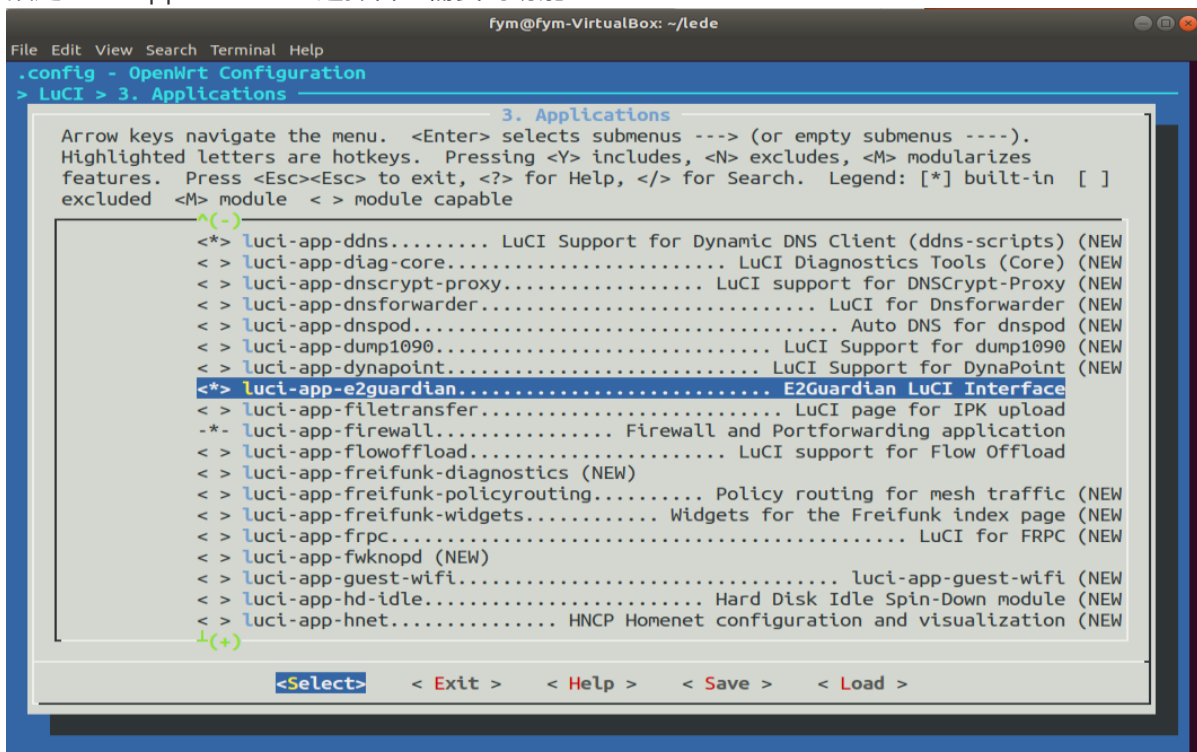 fym@fym-VirtualBox: ~/lede
File Edit View Search Terminal Help
.config - OpenWrt Configuration
> LuCI > 3. Applications
3. Applications
Arrow keys navigate the menu. <Enter> selects submenus ---> (or empty submenus ----).
Highlighted letters are hotkeys. Pressing <Y> includes, <N> excludes, <M> modularizes
features. Press <Esc><Esc> to exit, <?> for Help, </> for Search. Legend: [*] built-in [ ]
excluded <M> module < > module capable
^(-)
<*> luci-app-ddns......... LuCI Support for Dynamic DNS Client (ddns-scripts) (NEW
< > luci-app-diag-core........................ LuCI Diagnostics Tools (Core) (NEW
< > luci-app-dnscrypt-proxy................. LuCI support for DNSCrypt-Proxy (NEW
< > luci-app-dnsforwarder............................. LuCI for Dnsforwarder (NEW
< > luci-app-dnspod..................................... Auto DNS for dnspod (NEW
< > luci-app-dump1090............................. LuCI Support for dump1090 (NEW
< > luci-app-dynapoint.......................... LuCI Support for DynaPoint (NEW
<*> luci-app-e2guardian........................... E2Guardian LuCI Interface
< > luci-app-filetransfer.......................... LuCI page for IPK upload
-*- luci-app-firewall............... Firewall and Portforwarding application
< > luci-app-flowoffload...................... LuCI support for Flow Offload
< > luci-app-freifunk-diagnostics (NEW)
< > luci-app-freifunk-policyrouting.......... Policy routing for mesh traffic (NEW
< > luci-app-freifunk-widgets............ Widgets for the Freifunk index page (NEW
< > luci-app-frpc............................................. LuCI for FRPC (NEW
< > luci-app-fwknopd (NEW)
< > luci-app-guest-wifi.................................. luci-app-guest-wifi (NEW
< > luci-app-hd-idle........................ Hard Disk Idle Spin-Down module (NEW
< > luci-app-hnet.............. HNCP Homenet configuration and visualization (NEW
┴(+)
<Select> < Exit > < Help > < Save > < Load >